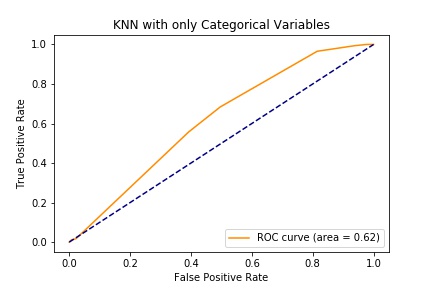 KNN with only Categorical Variables
True Positive Rate
1.0
0.8
0.6
0.4
0.2
0.0
ROC curve (area = 0.62)
0.0 0.2 0.4 0.6 0.8 1.0
False Positive Rate